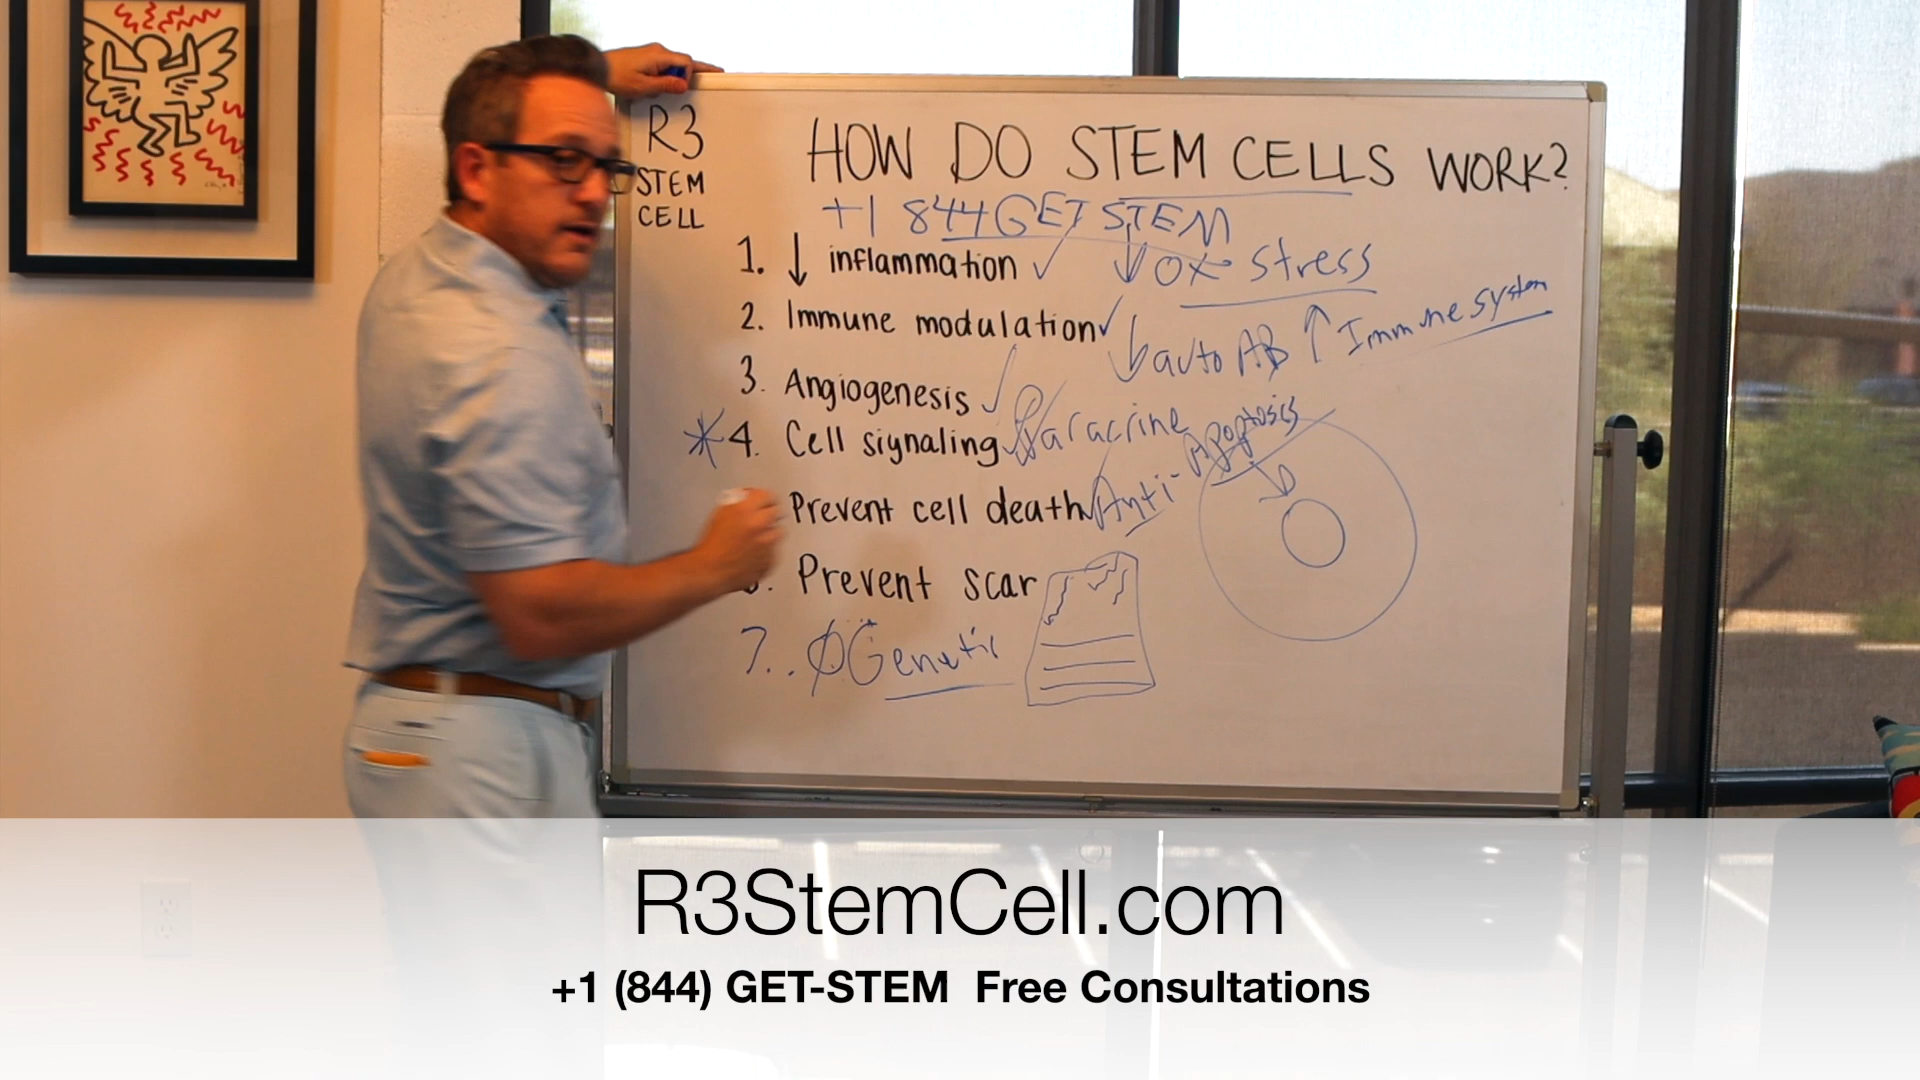 R3
STEM
CELL
HOW DO STEM CELLS WORK?
+1 844 GET STEM
1. ↓ inflammation ✓ ↓ OX stress
2. Immune modulation ✓ ↓ auto AB ↑ Immune system
3. Angiogenesis ✓
* 4. Cell signaling ✓ Paracrine
Prevent cell death ✓ Anti-Apoptosis
Prevent scar
7. Genetic
R3StemCell.com
+1 (844) GET-STEM Free Consultations